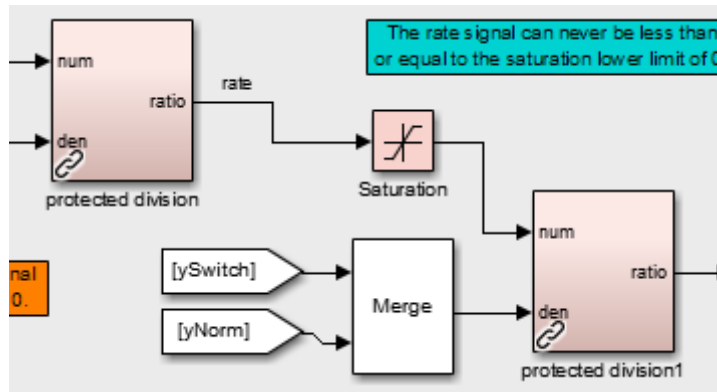 The rate signal can never be less than
or equal to the saturation lower limit of 0
num
rate
ratio
den
protected division
Saturation
num
[ySwitch]
nal
0.
Merge
ratio
[yNorm]
den
protected division1